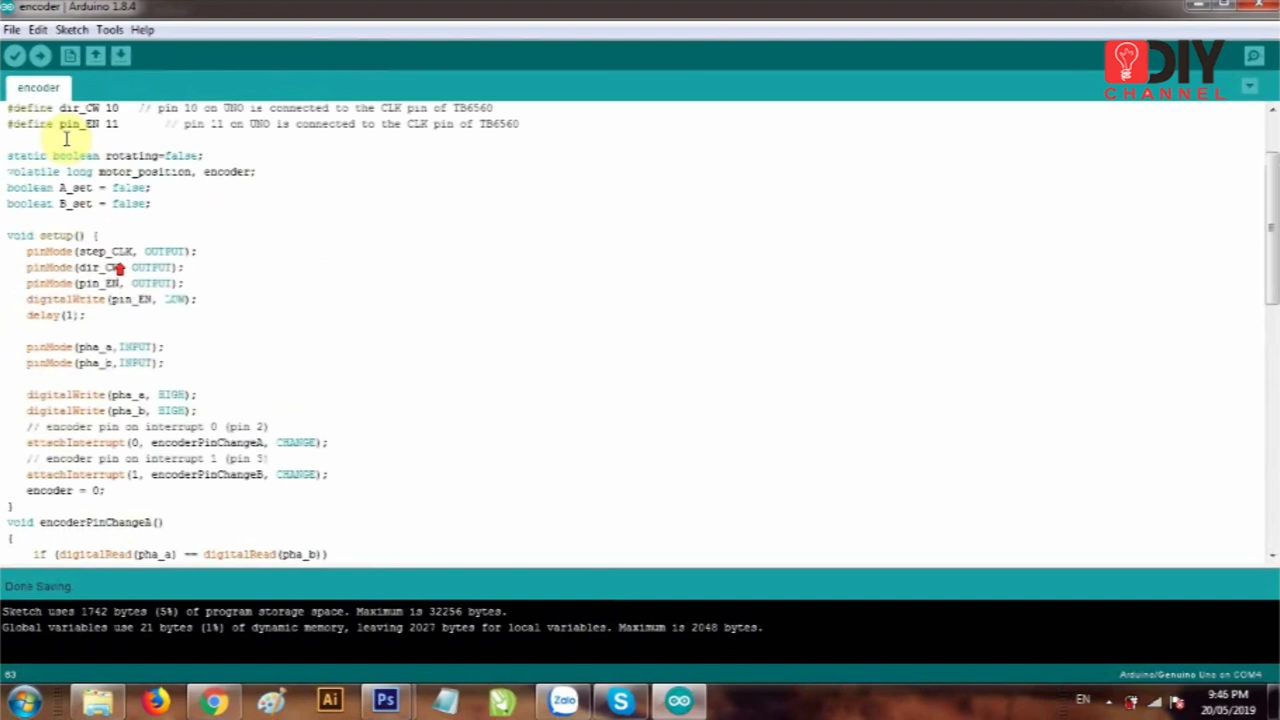 encoder | Arduino 1.8.4
File Edit Sketch Tools Help
DIY
CHANNEL
encoder
#define dir_CW 10 // pin 10 on UNO is connected to the CLK pin of TB6560
#define pin_EN 11 // pin 11 on UNO is connected to the CLK pin of TB6560
static boolean rotating=false;
volatile long motor_position, encoder;
boolean A_set = false;
boolean B_set = false;
void setup() {
pinMode(step_CLK, OUTPUT);
pinMode(dir_CW, OUTPUT);
pinMode(pin_EN, OUTPUT);
digitalWrite(pin_EN, LOW);
delay(1);
pinMode(pha_a,INPUT);
pinMode(pha_b,INPUT);
digitalWrite(pha_a, HIGH);
digitalWrite(pha_b, HIGH);
// encoder pin on interrupt 0 (pin 2)
attachInterrupt(0, encoderPinChangeA, CHANGE);
// encoder pin on interrupt 1 (pin 3)
attachInterrupt(1, encoderPinChangeB, CHANGE);
encoder = 0;
}
void encoderPinChangeA()
{
if (digitalRead(pha_a) == digitalRead(pha_b))
Done Saving.
Sketch uses 1742 bytes (5%) of program storage space. Maximum is 32256 bytes.
Global variables use 21 bytes (1%) of dynamic memory, leaving 2027 bytes for local variables. Maximum is 2048 bytes.
63
Arduino/Genuino Uno on COM4
Ai
Ps
Zalo
S
EN
9:46 PM
20/05/2019